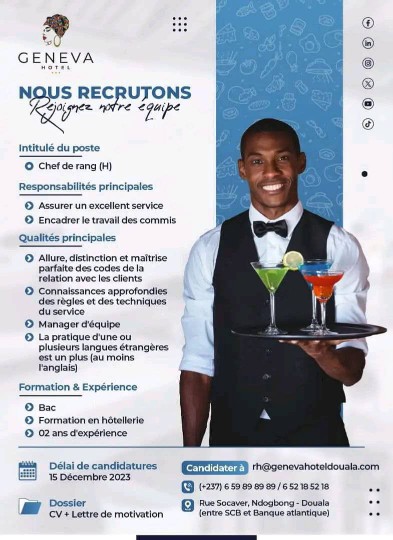 GENEVA
HOTEL
NOUS RECRUTONS
Rejoignez notre équipe
Intitulé du poste
Chef de rang (H)
Responsabilités principales
Assurer un excellent service
Encadrer le travail des commis
Qualités principales
Allure, distinction et maîtrise
parfaite des codes de la
relation avec les clients
Connaissances approfondies
des règles et des techniques
du service
Manager d'équipe
La pratique d'une ou
plusieurs langues étrangères
est un plus (au moins
l'anglais)
Formation & Expérience
Bac
Formation en hôtellerie
02 ans d'expérience
Délai de candidatures
15 Décembre 2023
Dossier
CV + Lettre de motivation
Candidater à rh@genevahoteldouala.com
(+237) 6 59 89 89 89 / 6 52 18 52 18
Rue Socaver, Ndogbong - Douala
(entre SCB et Banque atlantique)